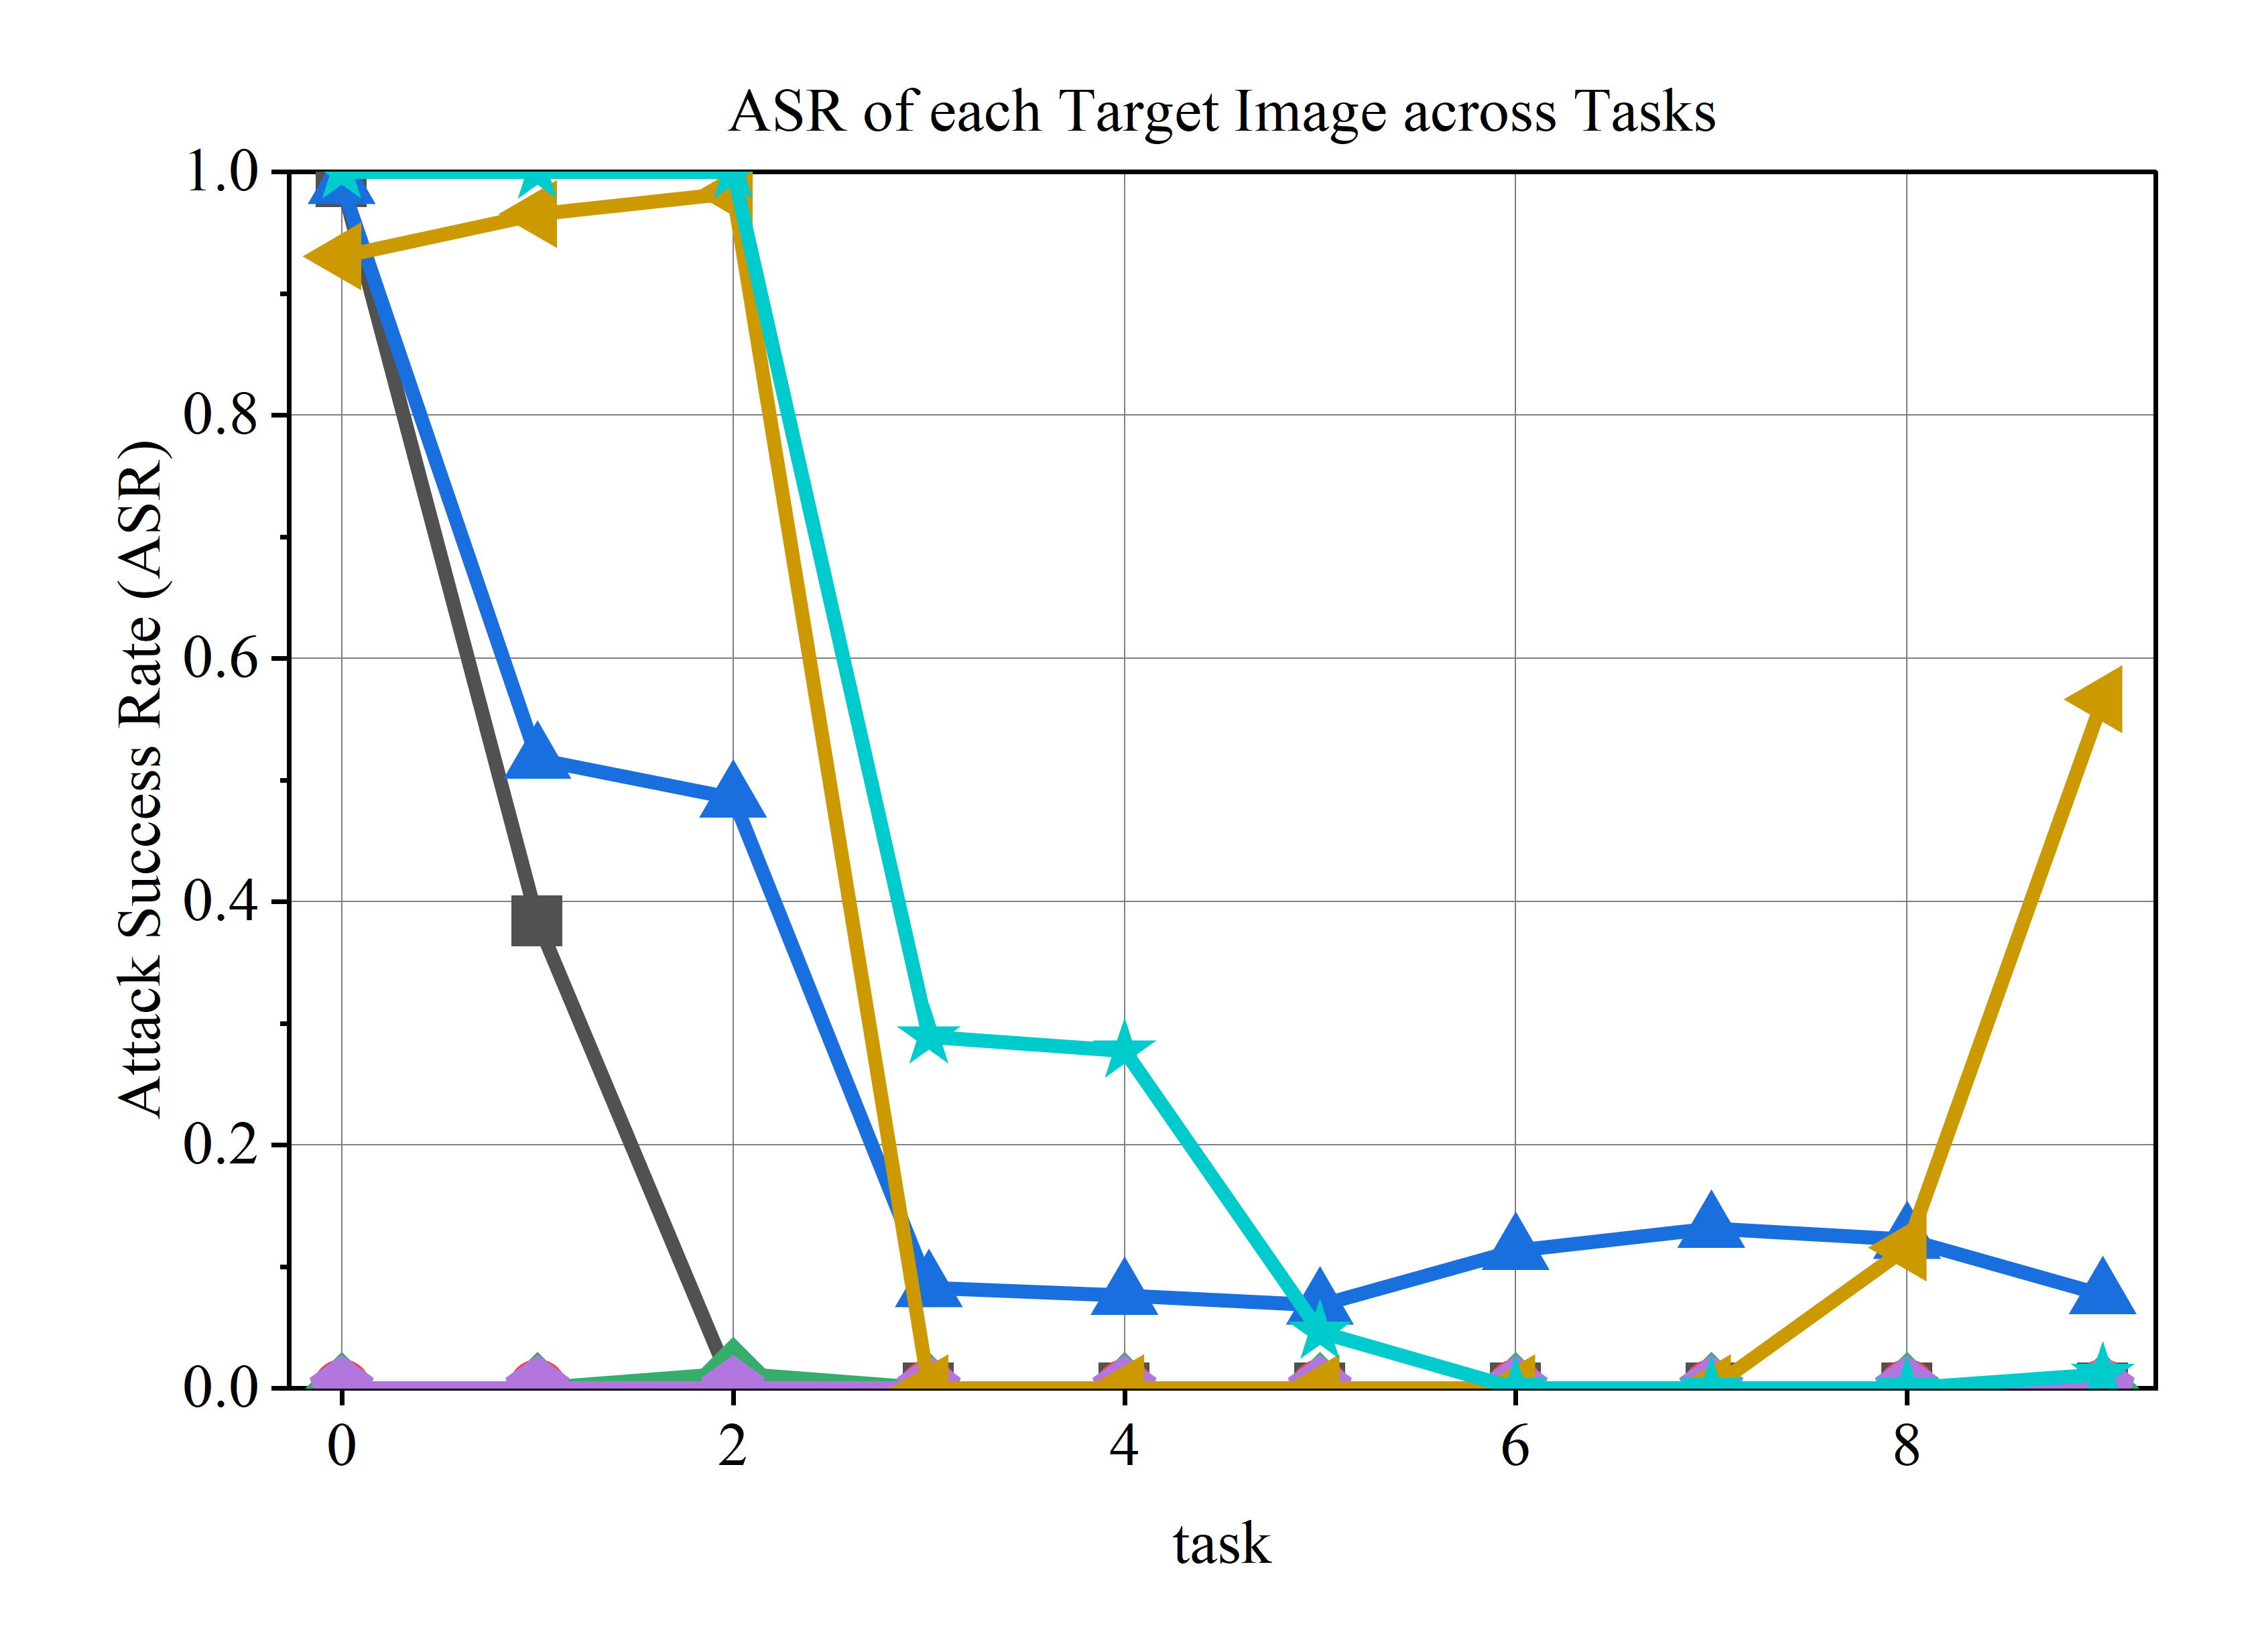 ASR of each Target Image across Tasks
Attack Success Rate (ASR)
1.0
0.8
0.6
0.4
0.2
0.0
0 2 4 6 8
task